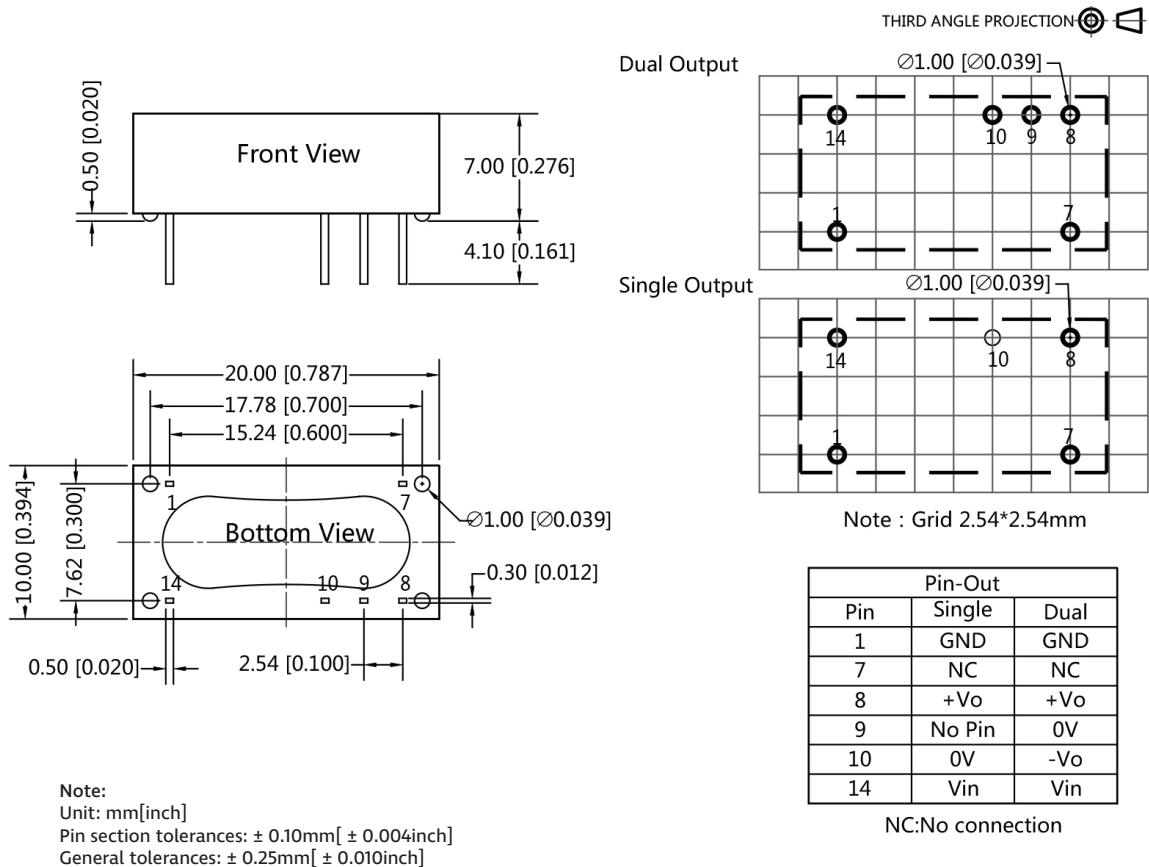 THIRD ANGLE PROJECTION
0.50 [0.020]
Front View
7.00 [0.276]
4.10 [0.161]
Dual Output
∅1.00 [∅0.039]
14
10
9
8
1
7
Single Output
∅1.00 [∅0.039]
14
10
8
1
7
Note : Grid 2.54*2.54mm
20.00 [0.787]
17.78 [0.700]
15.24 [0.600]
10.00 [0.394]
7.62 [0.300]
1
7
∅1.00 [∅0.039]
Bottom View
14
10
9
8
0.30 [0.012]
0.50 [0.020]
2.54 [0.100]
Pin-Out
Pin Single Dual
1 GND GND
7 NC NC
8 +Vo +Vo
9 No Pin 0V
10 0V -Vo
14 Vin Vin
NC:No connection
Note:
Unit: mm[inch]
Pin section tolerances: ± 0.10mm[ ± 0.004inch]
General tolerances: ± 0.25mm[ ± 0.010inch]